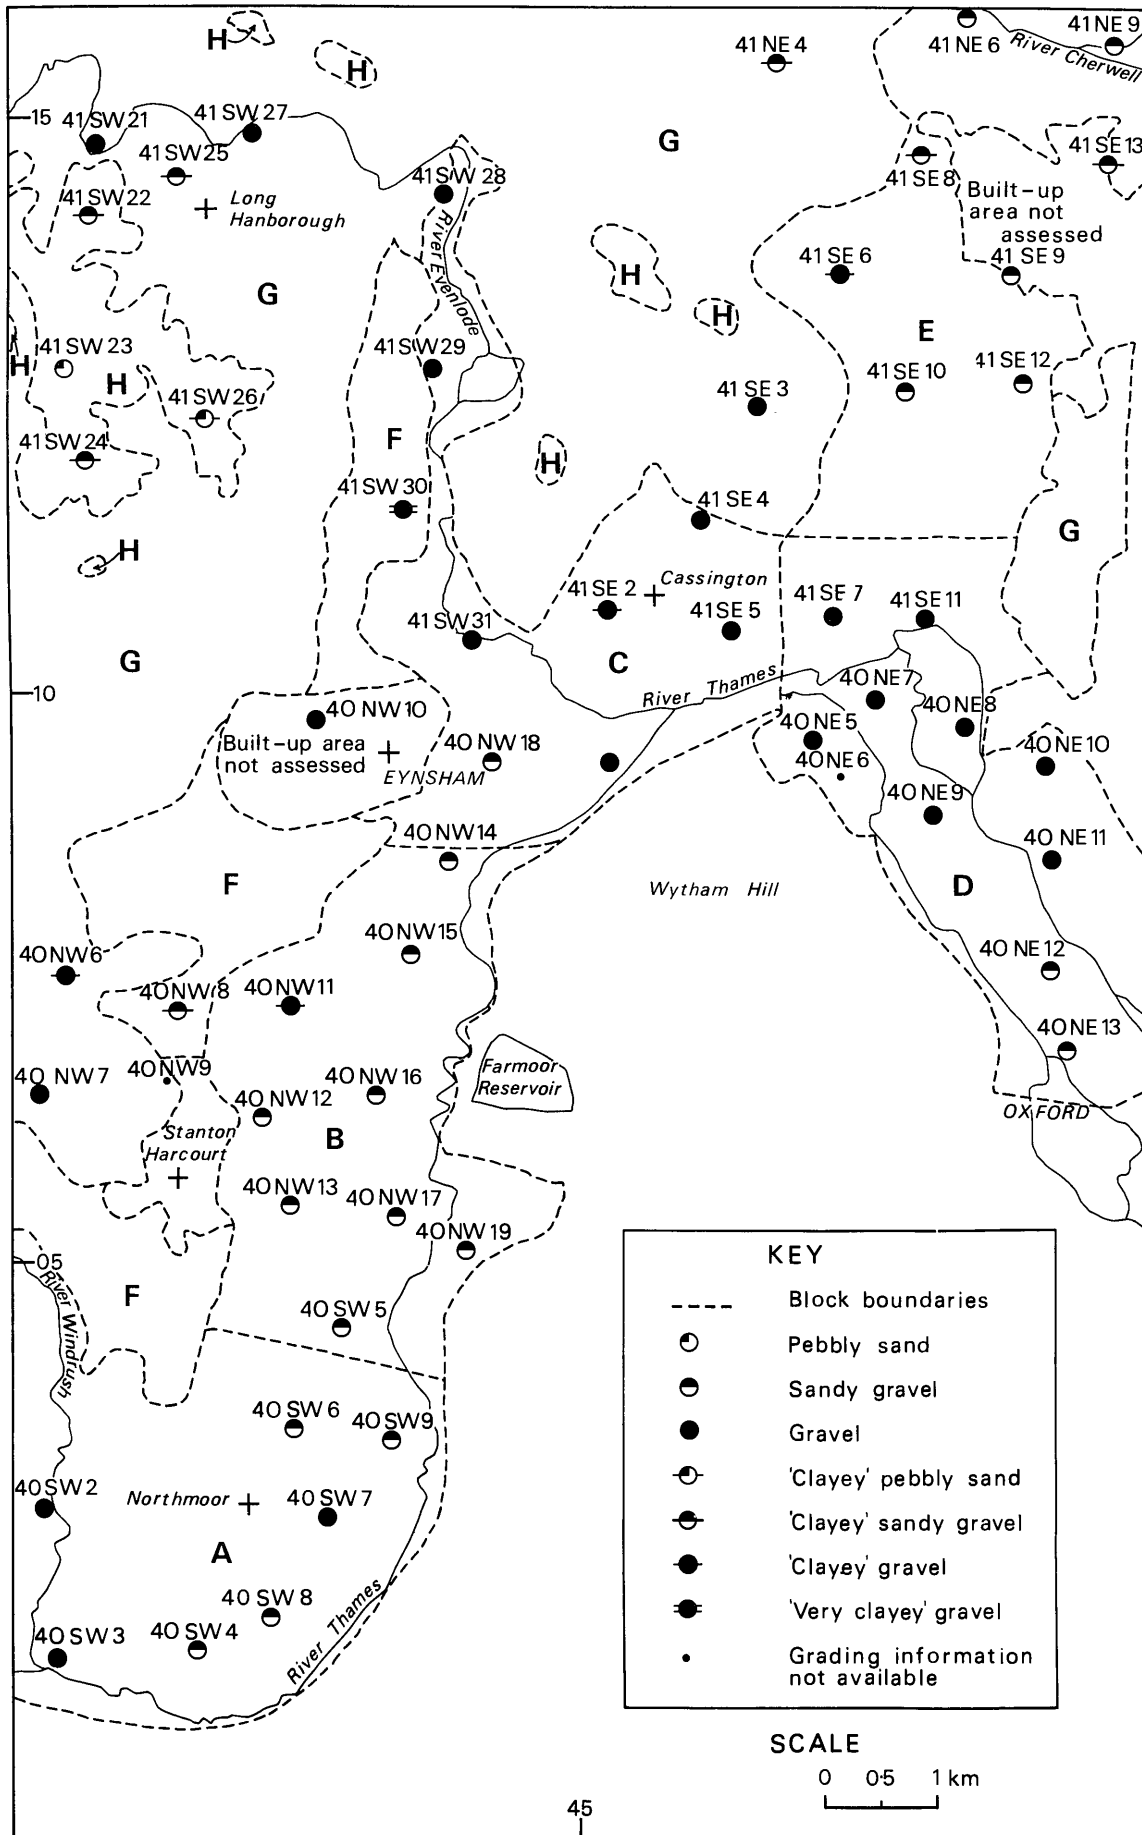 H
41 NE 4
41 NE 6
41 NE 9
River Cherwell
H
15
41 SW 21
41 SW 27
41 SW 25
41 SW 22
Long
Hanborough
41 SW 28
River Evenlode
G
41 SE 8
41 SE 13
Built-up
area not
assessed
41 SE 9
41 SE 6
H
H
G
E
41 SW 23
H
H
41 SW 26
41 SW 24
41 SW 29
F
41 SE 3
41 SE 10
41 SE 12
H
41 SW 30
41 SE 4
G
H
41 SE 2
Cassington
41 SE 5
41 SE 7
41 SE 11
41 SW 31
G
C
River Thames
10
40 NW 10
Built-up area
not assessed
EYNSHAM
40 NW 18
40 NE 7
40 NE 8
40 NE 5
40 NE 6
40 NE 10
40 NE 9
40 NW 14
40 NE 11
F
Wytham Hill
D
40 NW 15
40 NW 6
40 NW 8
40 NW 11
40 NE 12
40 NE 13
40 NW 7
40 NW 9
40 NW 12
40 NW 16
Farmoor
Reservoir
OXFORD
Stanton
Harcourt
B
40 NW 13
40 NW 17
40 NW 19
05
River Windrush
F
40 SW 5
40 SW 6
40 SW 9
40 SW 2
Northmoor
40 SW 7
A
40 SW 8
River Thames
40 SW 3
40 SW 4
KEY
Block boundaries
Pebbly sand
Sandy gravel
Gravel
'Clayey' pebbly sand
'Clayey' sandy gravel
'Clayey' gravel
'Very clayey' gravel
Grading information
not available
SCALE
0 0·5 1 km
45